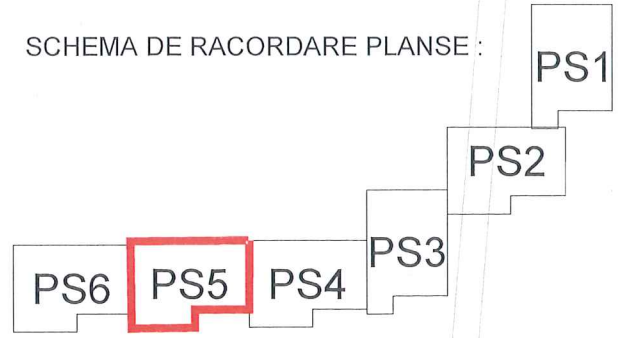 SCHEMA DE RACORDARE PLANSE :
PS1
PS2
PS3
PS6 PS5 PS4